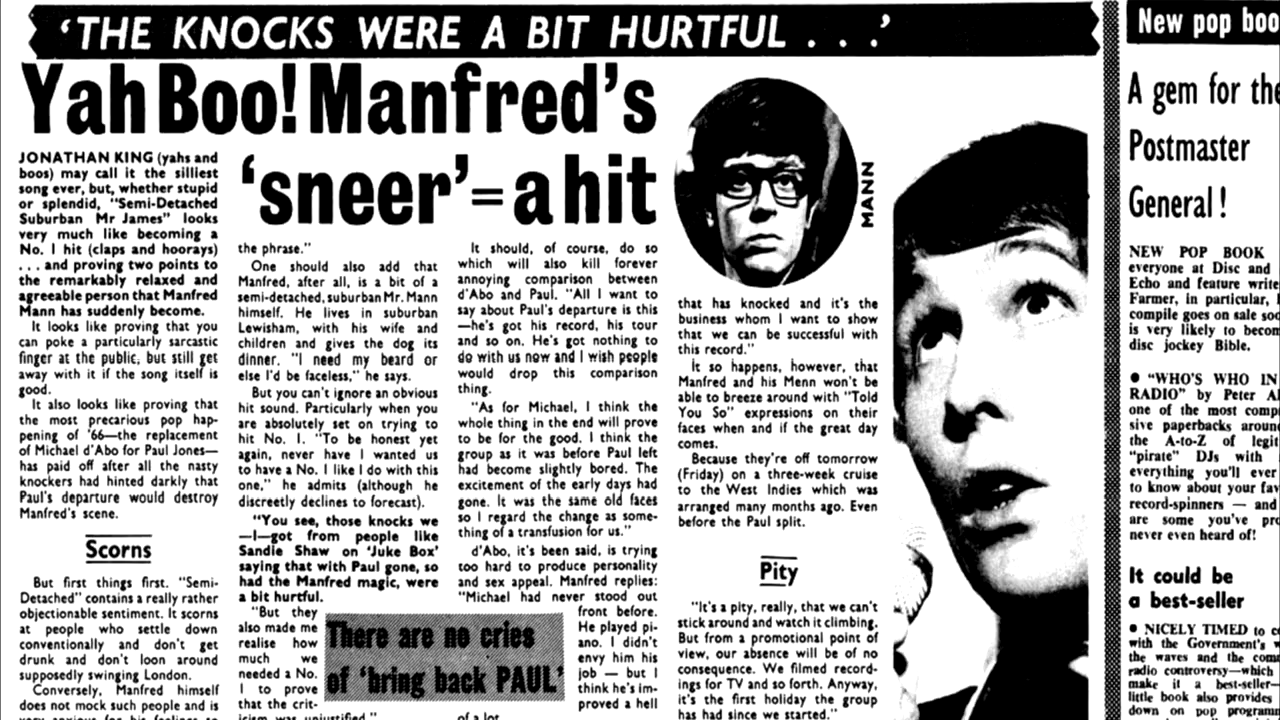 ‘THE KNOCKS WERE A BIT HURTFUL . . .’
Yah Boo! Manfred’s
‘sneer’ = a hit
JONATHAN KING (yahs and
boos) may call it the silliest
song ever, but, whether stupid
or splendid, “Semi-Detached
Suburban Mr James” looks
very much like becoming a
No. 1 hit (claps and hoorays)
. . . and proving two points to
the remarkably relaxed and
agreeable person that Manfred
Mann has suddenly become.
It looks like proving that you
can poke a particularly sarcastic
finger at the public, but still get
away with it if the song itself is
good.
It also looks like proving that
the most precarious pop hap-
pening of ’66—the replacement
of Michael d’Abo for Paul Jones—
has paid off after all the nasty
knockers had hinted darkly that
Paul’s departure would destroy
Manfred’s scene.
Scorns
But first things first. “Semi-
Detached” contains a really rather
objectionable sentiment. It scorns
at people who settle down
conventionally and don’t get
drunk and don’t loon around
supposedly swinging London.
Conversely, Manfred himself
does not mock such people and is
very anxious for his feelings to
the phrase.”
One should also add that
Manfred, after all, is a bit of a
semi-detached, suburban Mr. Mann
himself. He lives in suburban
Lewisham, with his wife and
children and gives the dog its
dinner. “I need my beard or
else I’d be faceless,” he says.
But you can’t ignore an obvious
hit sound. Particularly when you
are absolutely set on trying to
hit No. 1. “To be honest yet
again, never have I wanted us
to have a No. 1 like I do with this
one,” he admits (although he
discreetly declines to forecast).
“You see, those knocks we
—I—got from people like
Sandie Shaw on ‘Juke Box’
saying that with Paul gone, so
had the Manfred magic, were
a bit hurtful.
“But they
also made me
realise how
much we
needed a No.
1 to prove
that the crit-
icism was unjustified.”
There are no cries
of ‘bring back PAUL’
It should, of course, do so
which will also kill forever
annoying comparison between
d’Abo and Paul. “All I want to
say about Paul’s departure is this
—he’s got his record, his tour
and so on. He’s got nothing to
do with us now and I wish people
would drop this comparison
thing.
“As for Michael, I think the
whole thing in the end will prove
to be for the good. I think the
group as it was before Paul left
had become slightly bored. The
excitement of the early days had
gone. It was the same old faces
so I regard the change as some-
thing of a transfusion for us.”
d’Abo, it’s been said, is trying
too hard to produce personality
and sex appeal. Manfred replies:
“Michael had never stood out
front before.
He played pi-
ano. I didn’t
envy him his
job — but I
think he’s im-
proved a hell
of a lot.
MANN
that has knocked and it’s the
business whom I want to show
that we can be successful with
this record.”
It so happens, however, that
Manfred and his Menn won’t be
able to breeze around with “Told
You So” expressions on their
faces when and if the great day
comes.
Because they’re off tomorrow
(Friday) on a three-week cruise
to the West Indies which was
arranged many months ago. Even
before the Paul split.
Pity
“It’s a pity, really, that we can’t
stick around and watch it climbing.
But from a promotional point of
view, our absence will be of no
consequence. We filmed record-
ings for TV and so forth. Anyway,
it’s the first holiday the group
has had since we started.”
New pop boo
A gem for the
Postmaster
General!
NEW POP BOOK
everyone at Disc and
Echo and feature write
Farmer, in particular,
compile goes on sale soo
is very likely to becom
disc jockey Bible.
● “WHO’S WHO IN
RADIO” by Peter Al
one of the most comp
sive paperbacks aroun
the A-to-Z of legit
“pirate” DJs with
everything you’ll ever
to know about your fav
record-spinners — and
are some you’ve pro
never even heard of!
It could be
a best-seller
● NICELY TIMED to c
with the Government’s w
the waves and the com
radio controversy—which
make it a best-seller—
little book also provides
down on pop programm